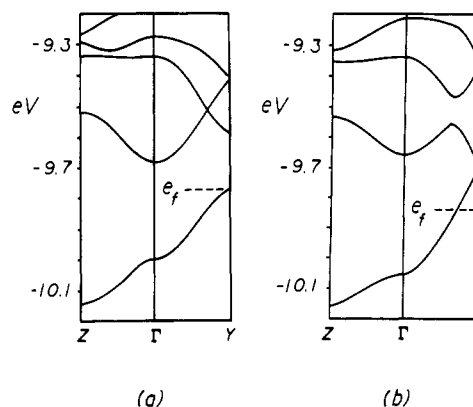 -9.3
eV
-9.7
e_f
-10.1
Z Γ Y
(a)
-9.3
eV
-9.7
e_f
-10.1
Z Γ
(b)